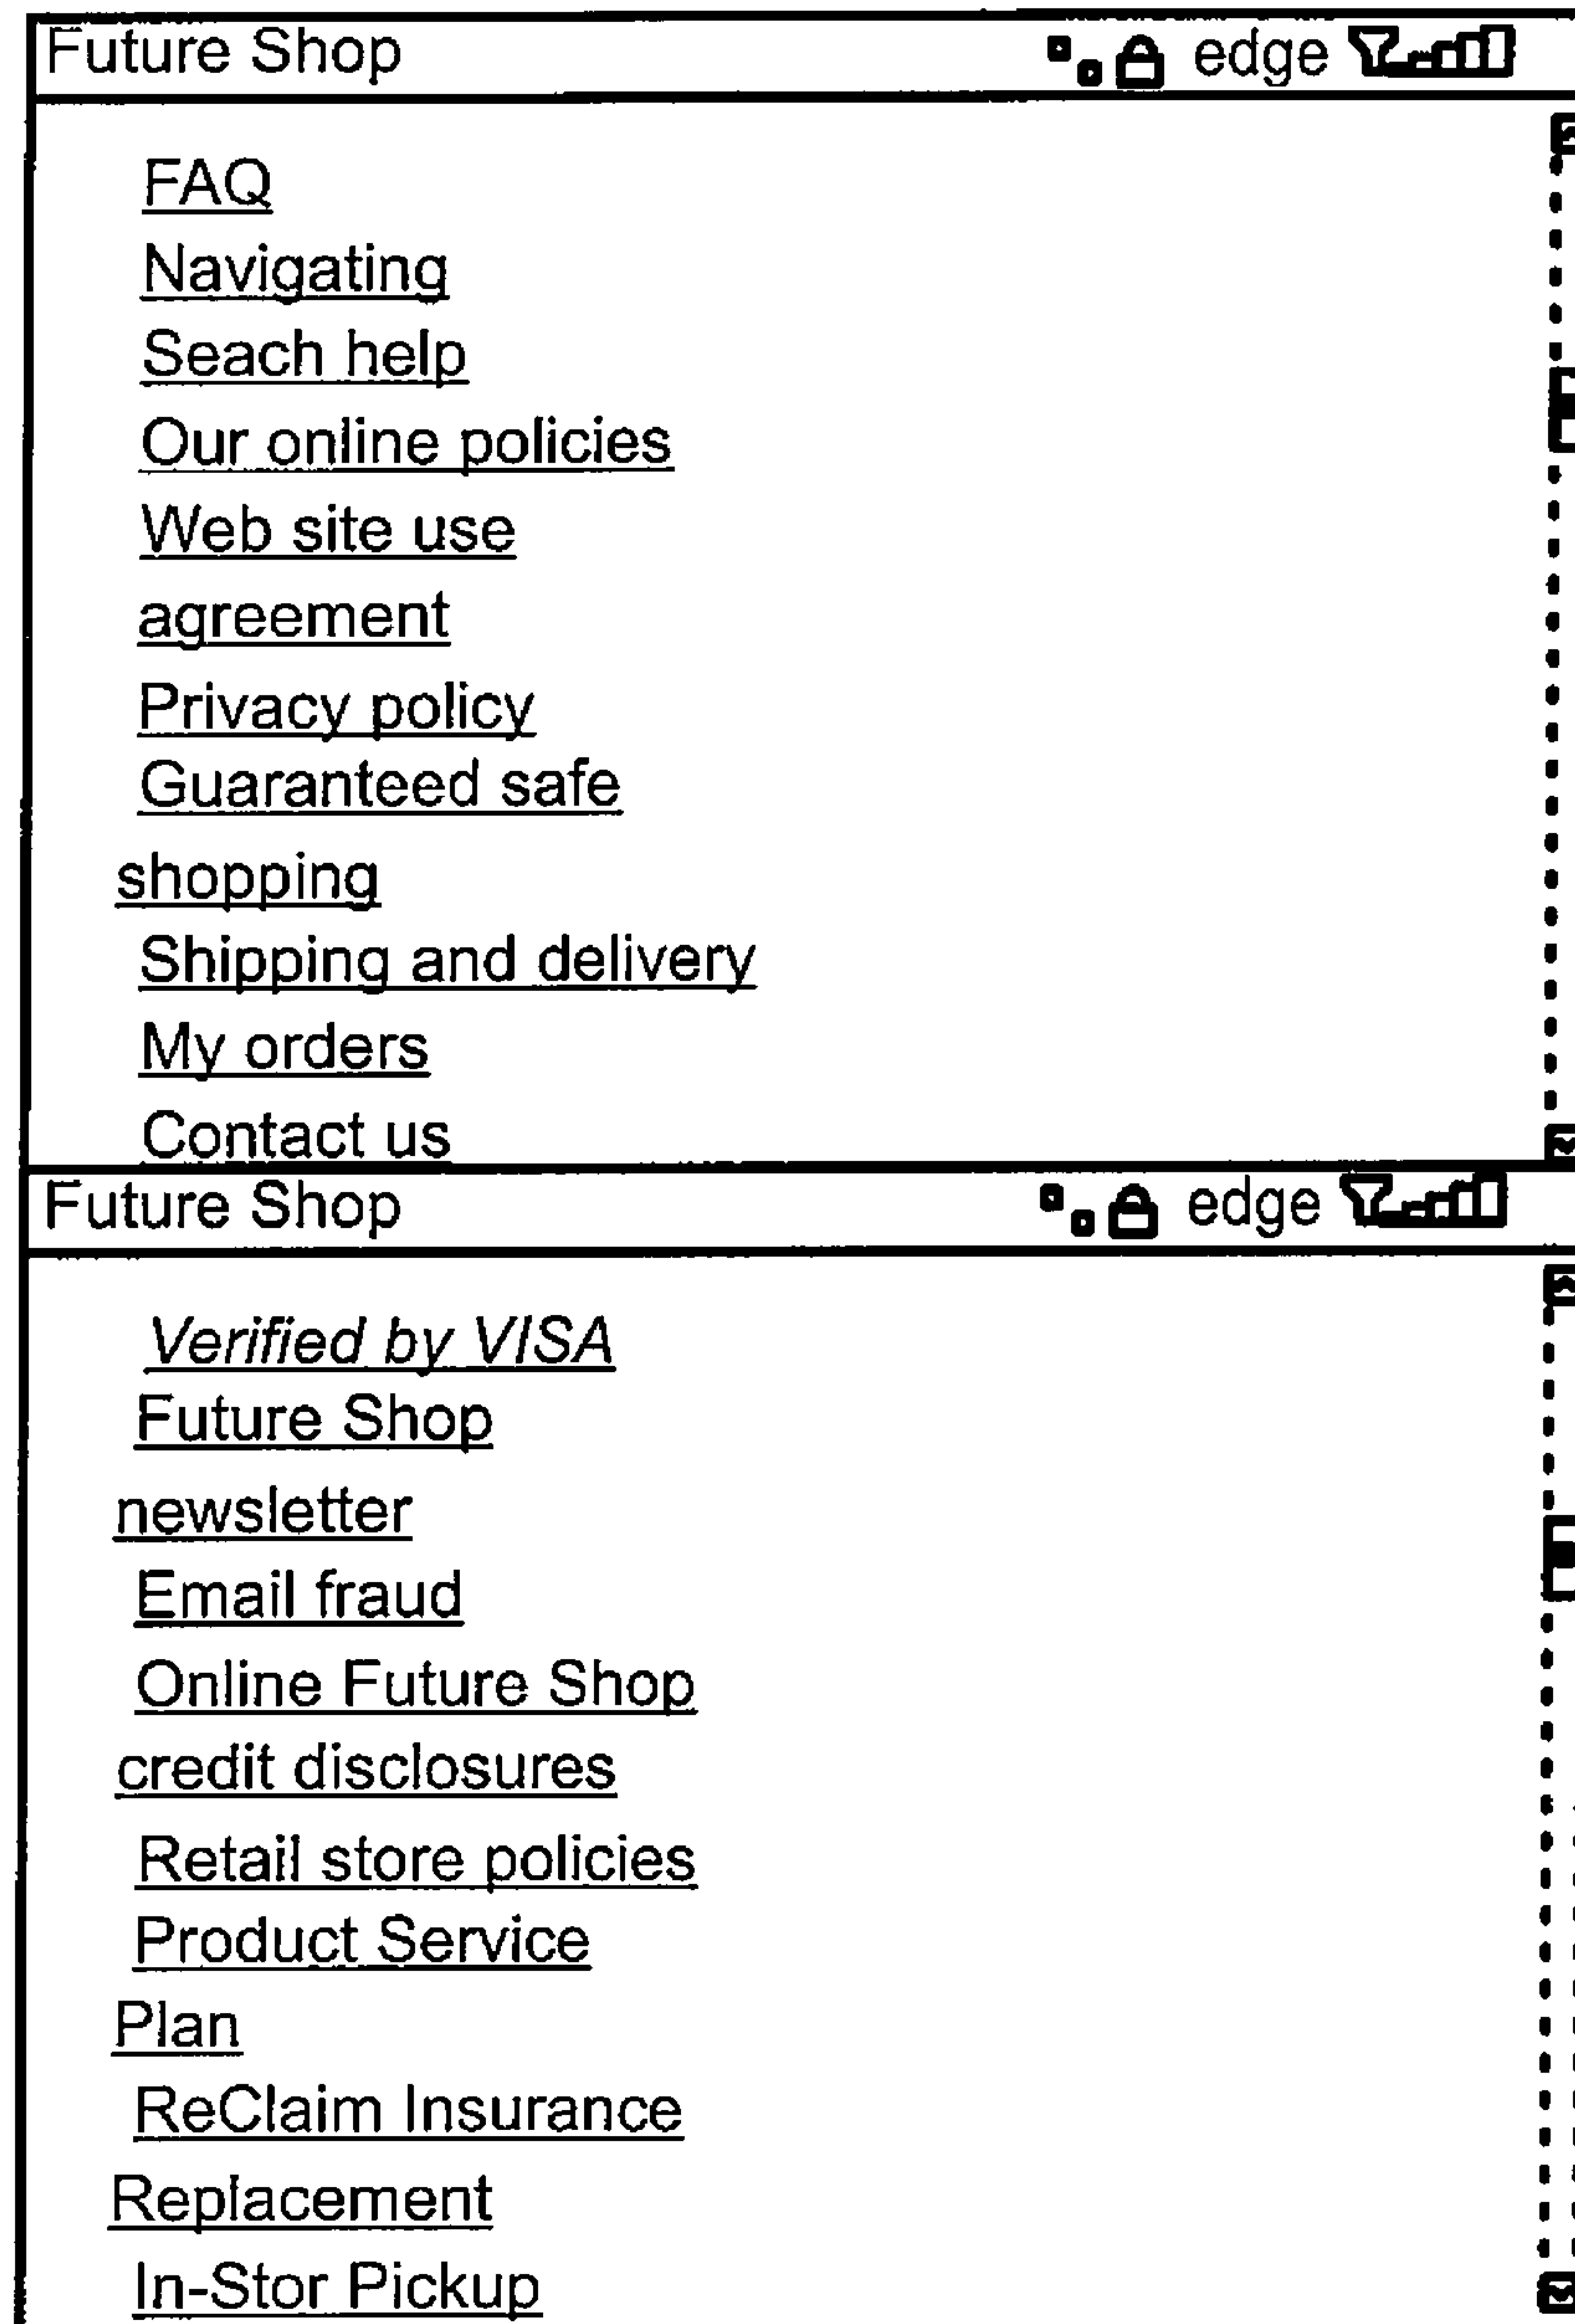 Future Shop edge
FAQ
Navigating
Seach help
Our online policies
Web site use
agreement
Privacy policy
Guaranteed safe
shopping
Shipping and delivery
My orders
Contact us
Future Shop edge
Verified by VISA
Future Shop
newsletter
Email fraud
Online Future Shop
credit disclosures
Retail store policies
Product Service
Plan
ReClaim Insurance
Replacement
In-Stor Pickup